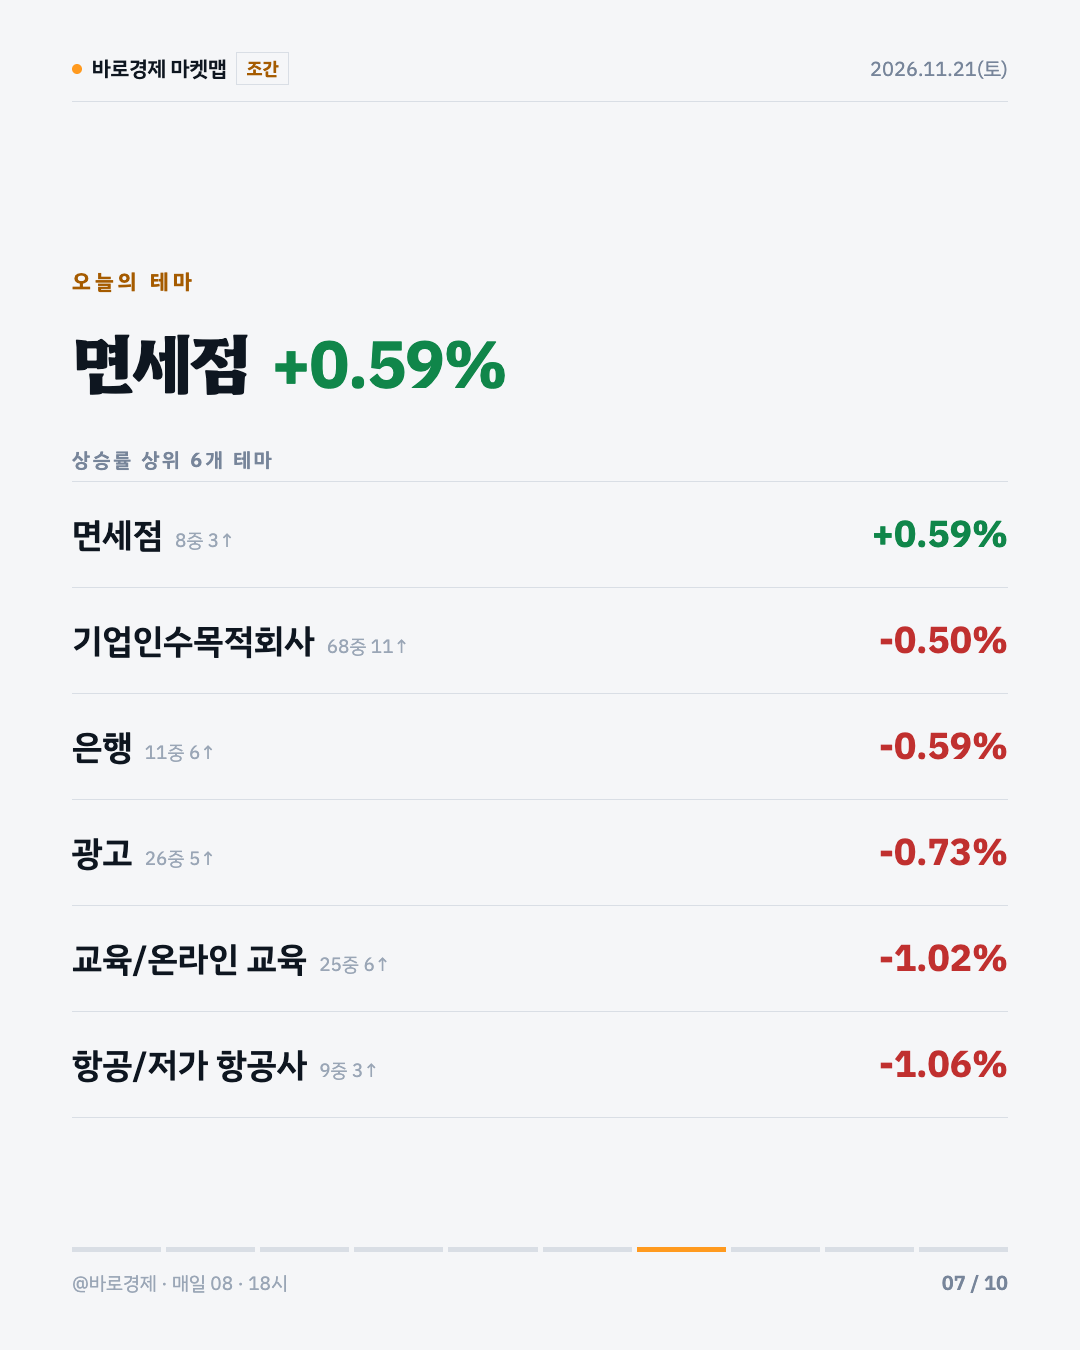 바로경제 마켓맵 조간 2026.11.21(토)
오늘의 테마
면세점 +0.59%
상승률 상위 6개 테마
면세점 8중 3↑ +0.59%
기업인수목적회사 68중 11↑ -0.50%
은행 11중 6↑ -0.59%
광고 26중 5↑ -0.73%
교육/온라인 교육 25중 6↑ -1.02%
항공/저가 항공사 9중 3↑ -1.06%
@바로경제 · 매일 08 · 18시 07 / 10